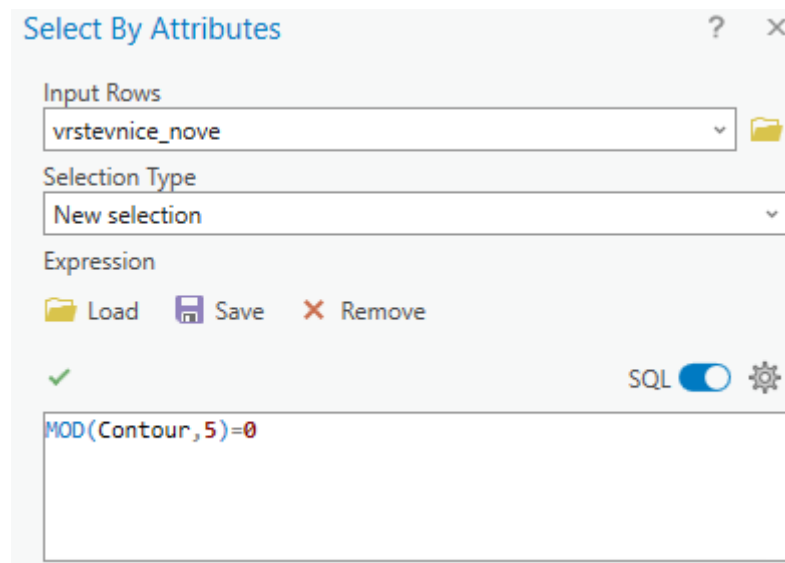 Select By Attributes ?
Input Rows
vrstevnice_nove
Selection Type
New selection
Expression
Load Save Remove
SQL
MOD(Contour,5)=0